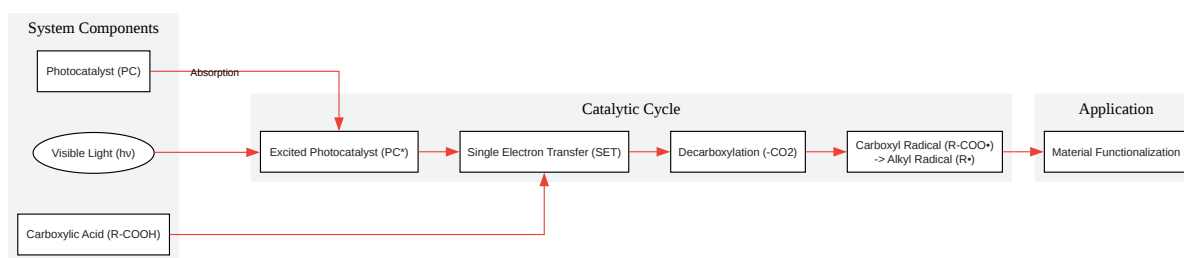 System Components
Photocatalyst (PC)
Absorption
Visible Light (hν)
Carboxylic Acid (R-COOH)
Catalytic Cycle
Excited Photocatalyst (PC*)
Single Electron Transfer (SET)
Decarboxylation (-CO2)
Carboxyl Radical (R-COO•)
-> Alkyl Radical (R•)
Application
Material Functionalization